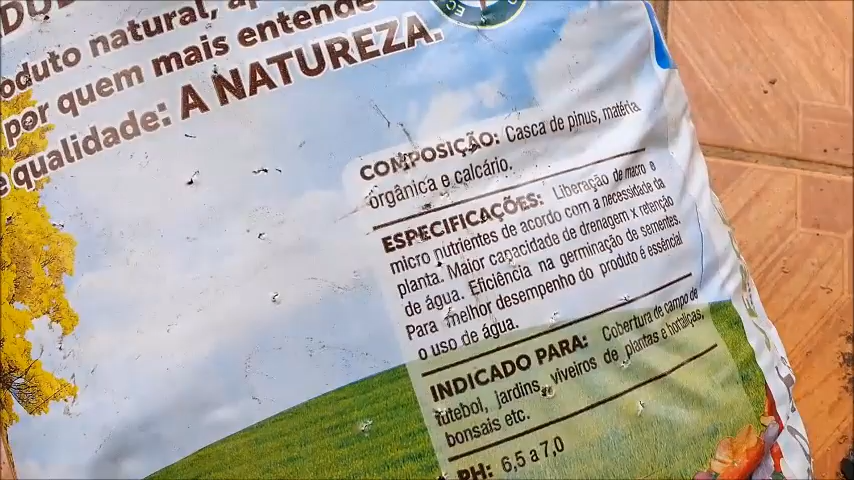 Produto natural, a
por quem mais entende
e qualidade: A NATUREZA.
COMPOSIÇÃO: Casca de pinus, matéria
orgânica e calcário.
ESPECIFICAÇÕES: Liberação de macro e
micro nutrientes de acordo com a necessidade da
planta. Maior capacidade de drenagem x retenção
de água. Eficiência na germinação de sementes.
Para melhor desempenho do produto é essencial
o uso de água.
INDICADO PARA: Cobertura de campo de
futebol, jardins, viveiros de plantas e hortaliças,
bonsais etc.
PH: 6,5 a 7,0